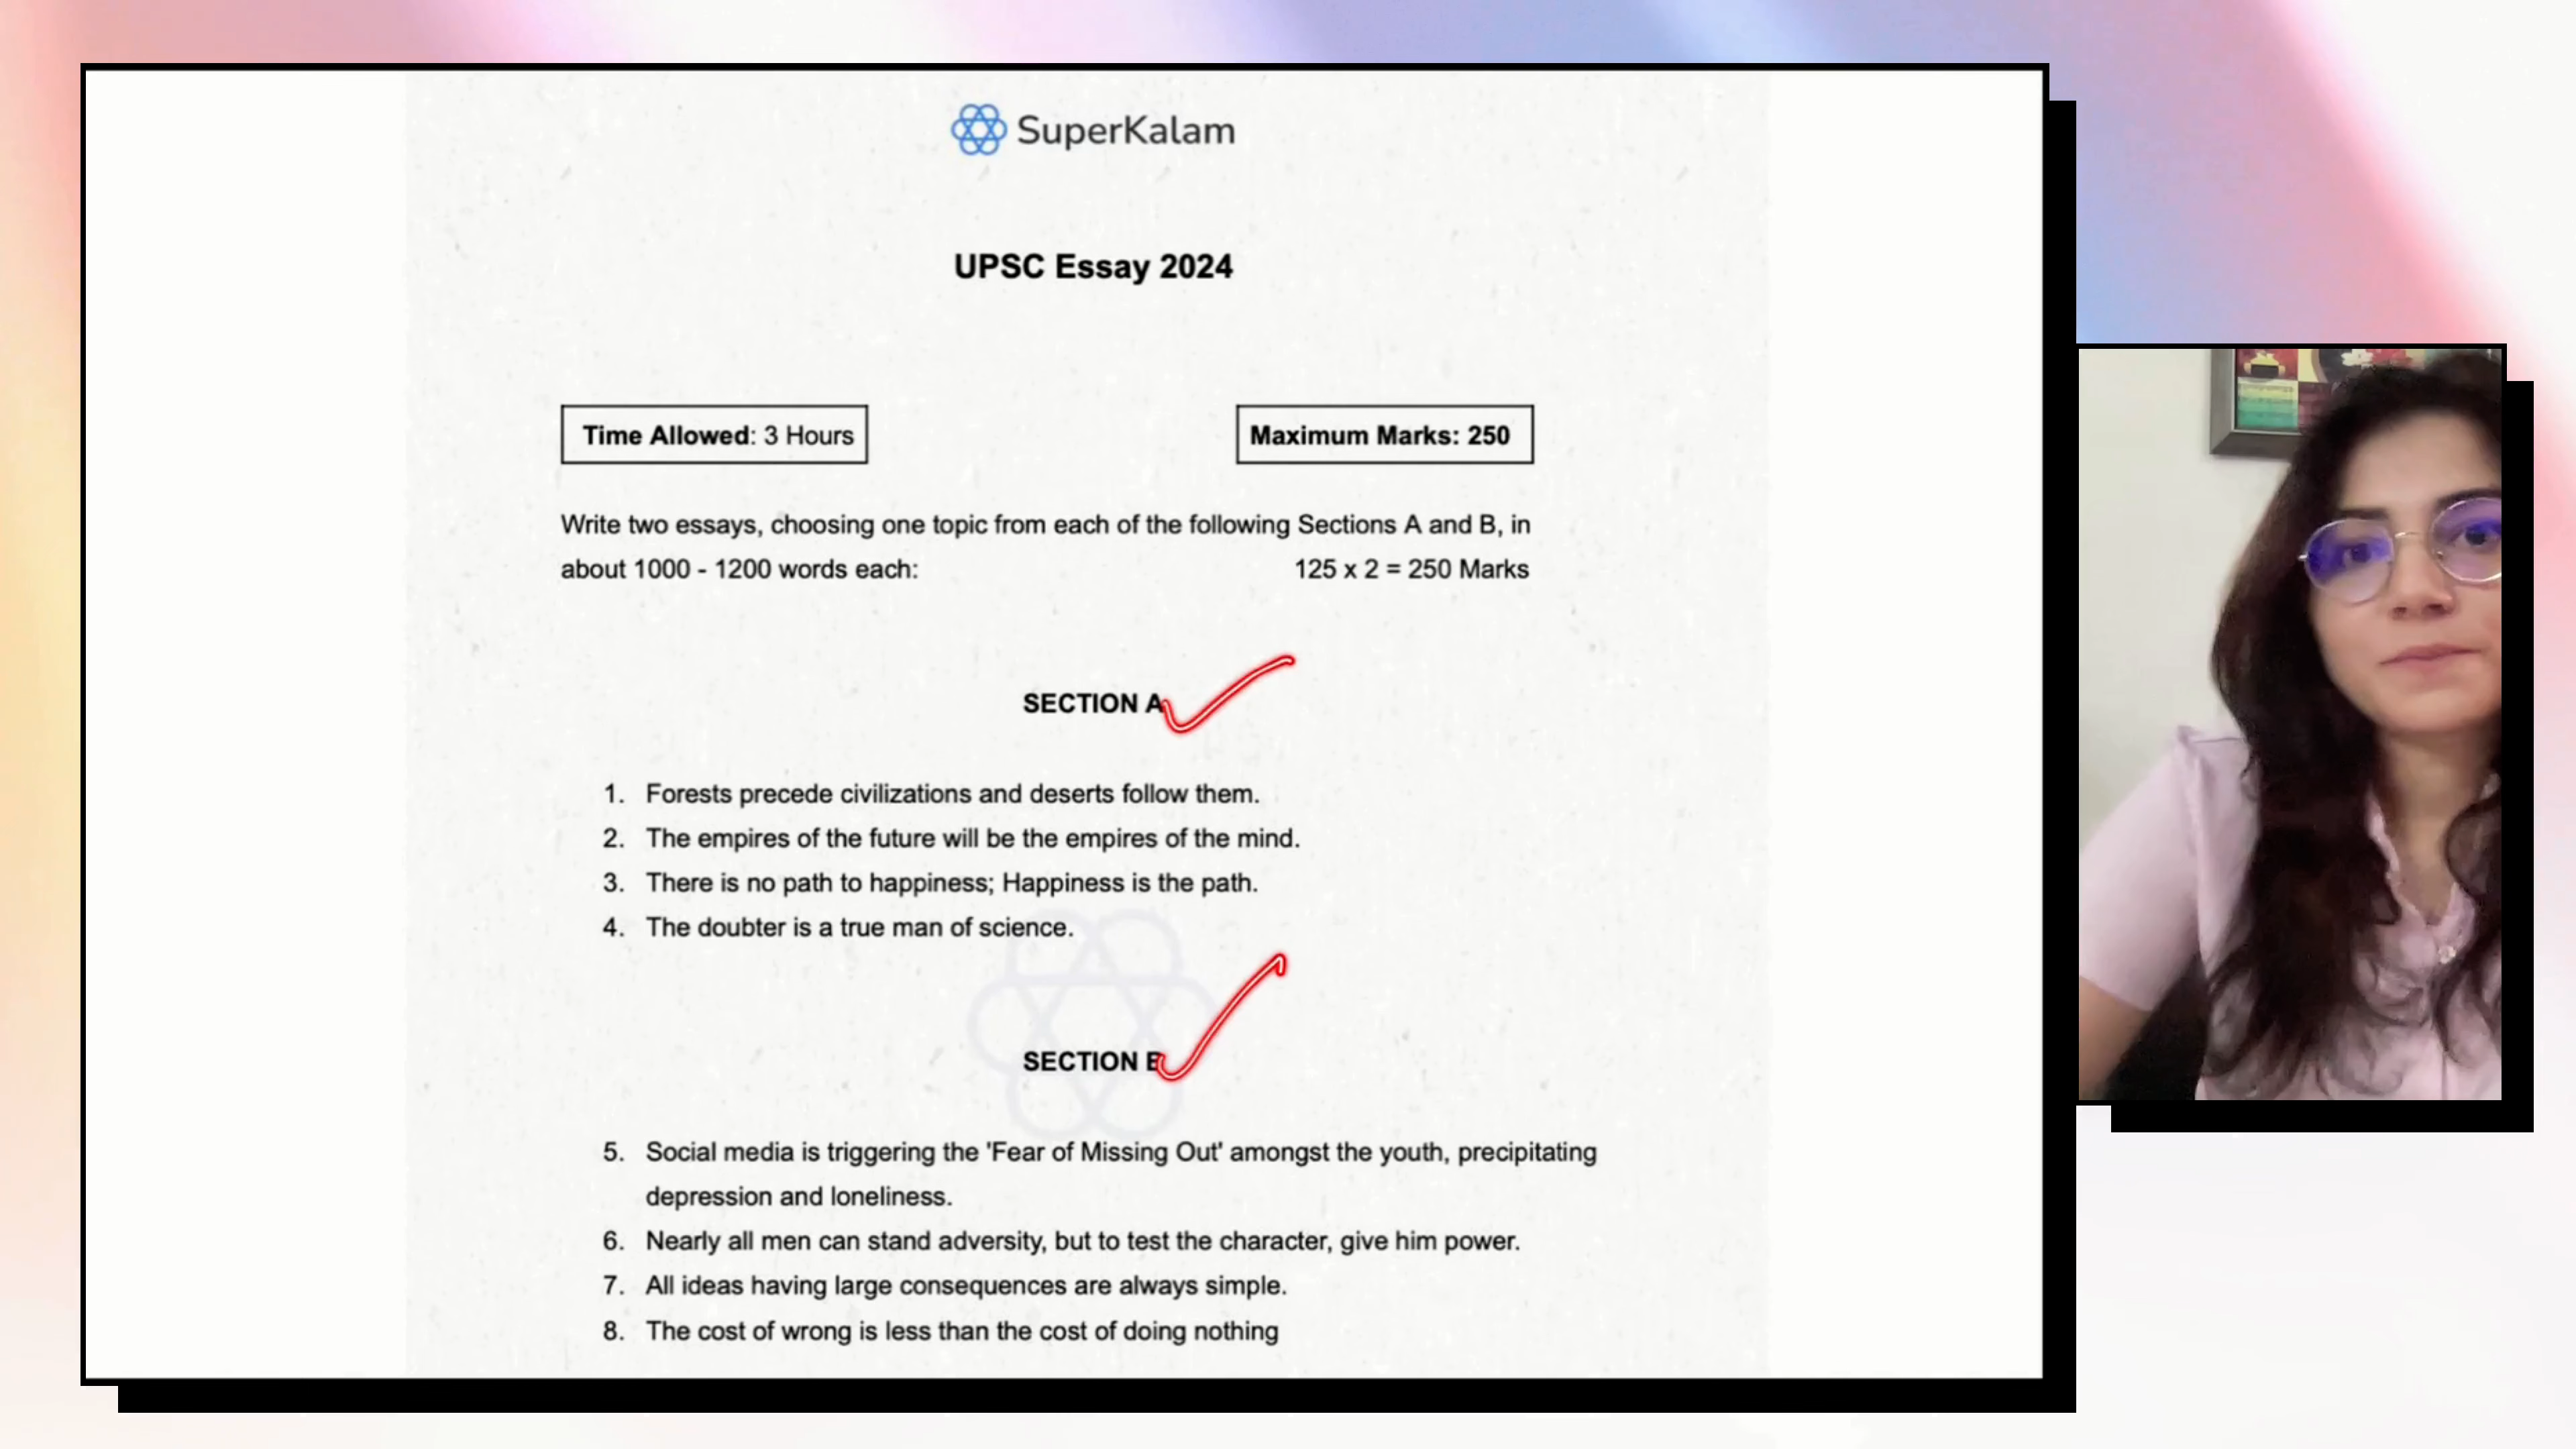 SuperKalam
UPSC Essay 2024
Time Allowed: 3 Hours
Maximum Marks: 250
Write two essays, choosing one topic from each of the following Sections A and B, in
about 1000 - 1200 words each: 125 x 2 = 250 Marks
SECTION A
1. Forests precede civilizations and deserts follow them.
2. The empires of the future will be the empires of the mind.
3. There is no path to happiness; Happiness is the path.
4. The doubter is a true man of science.
SECTION B
5. Social media is triggering the 'Fear of Missing Out' amongst the youth, precipitating
depression and loneliness.
6. Nearly all men can stand adversity, but to test the character, give him power.
7. All ideas having large consequences are always simple.
8. The cost of wrong is less than the cost of doing nothing